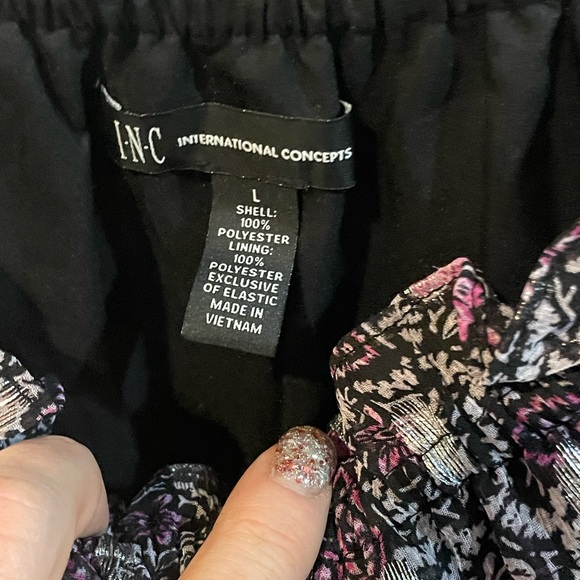 I·N·C INTERNATIONAL CONCEPTS
L
SHELL:
100%
POLYESTER
LINING:
100%
POLYESTER
EXCLUSIVE
OF ELASTIC
MADE IN
VIETNAM